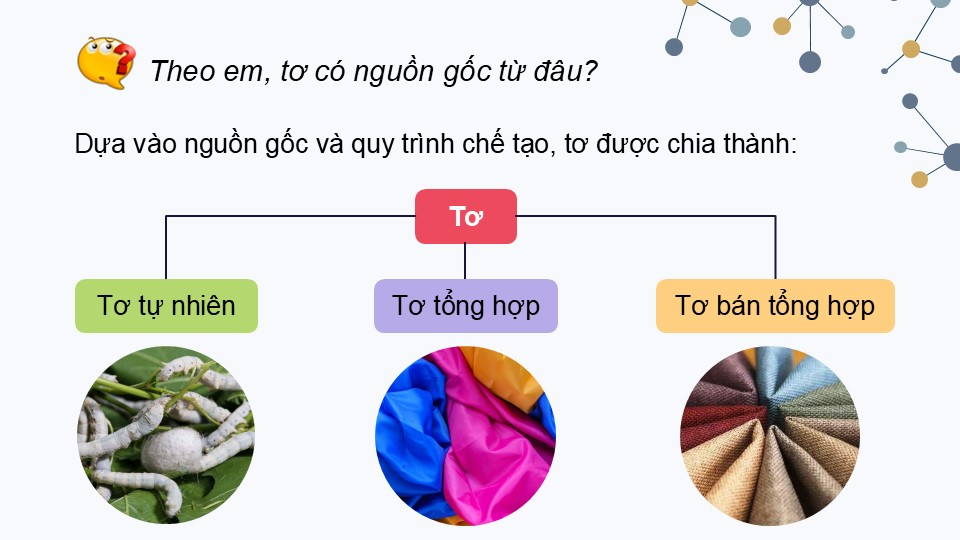 Theo em, tơ có nguồn gốc từ đâu?
Dựa vào nguồn gốc và quy trình chế tạo, tơ được chia thành:
Tơ
Tơ tự nhiên
Tơ tổng hợp
Tơ bán tổng hợp